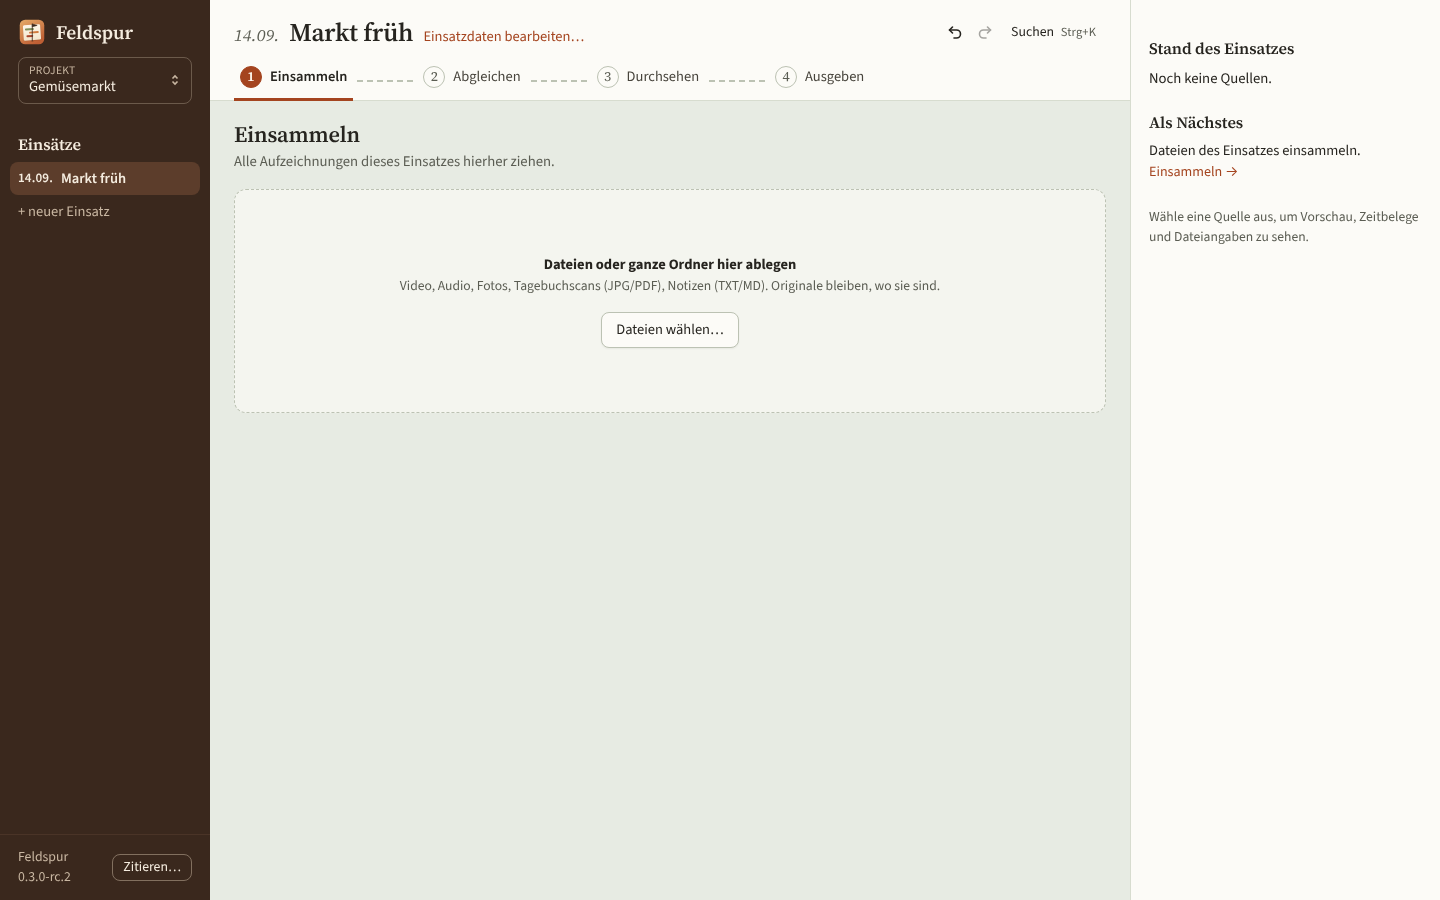 Feldspur
PROJEKT
Gemüsemarkt
Einsätze
14.09. Markt früh
+ neuer Einsatz
Feldspur
0.3.0-rc.2
Zitieren…
14.09. Markt früh Einsatzdaten bearbeiten…
Suchen Strg+K
1 Einsammeln
2 Abgleichen
3 Durchsehen
4 Ausgeben
Einsammeln
Alle Aufzeichnungen dieses Einsatzes hierher ziehen.
Dateien oder ganze Ordner hier ablegen
Video, Audio, Fotos, Tagebuchscans (JPG/PDF), Notizen (TXT/MD). Originale bleiben, wo sie sind.
Dateien wählen…
Stand des Einsatzes
Noch keine Quellen.
Als Nächstes
Dateien des Einsatzes einsammeln.
Einsammeln →
Wähle eine Quelle aus, um Vorschau, Zeitbelege
und Dateiangaben zu sehen.